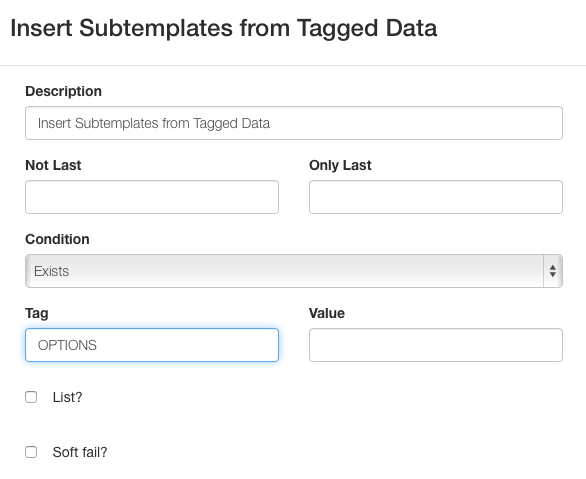 Insert Subtemplates from Tagged Data
Description
Insert Subtemplates from Tagged Data
Not Last Only Last
Condition
Exists
Tag Value
OPTIONS
List?
Soft fail?